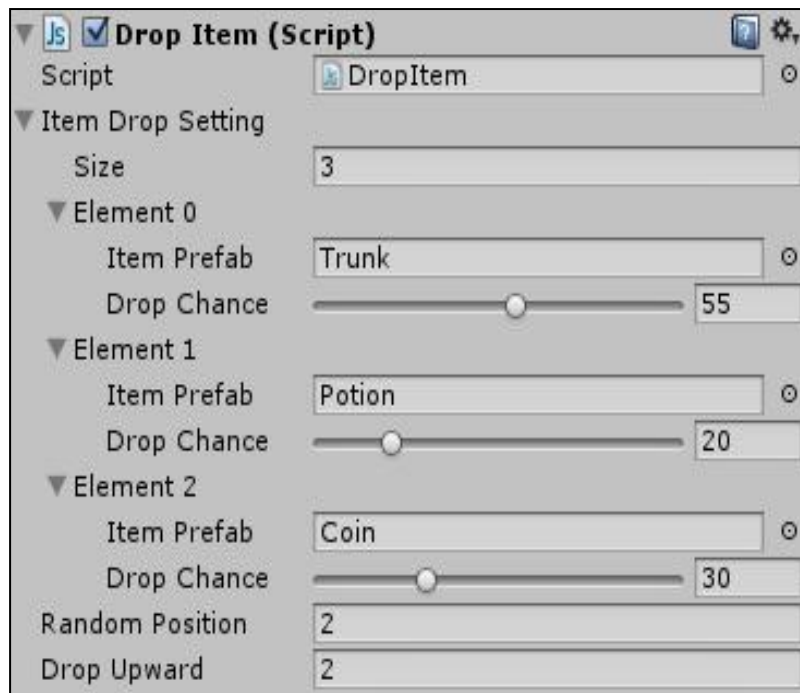 Js Drop Item (Script)
Script Js DropItem
Item Drop Setting
Size 3
Element 0
Item Prefab Trunk
Drop Chance 55
Element 1
Item Prefab Potion
Drop Chance 20
Element 2
Item Prefab Coin
Drop Chance 30
Random Position 2
Drop Upward 2